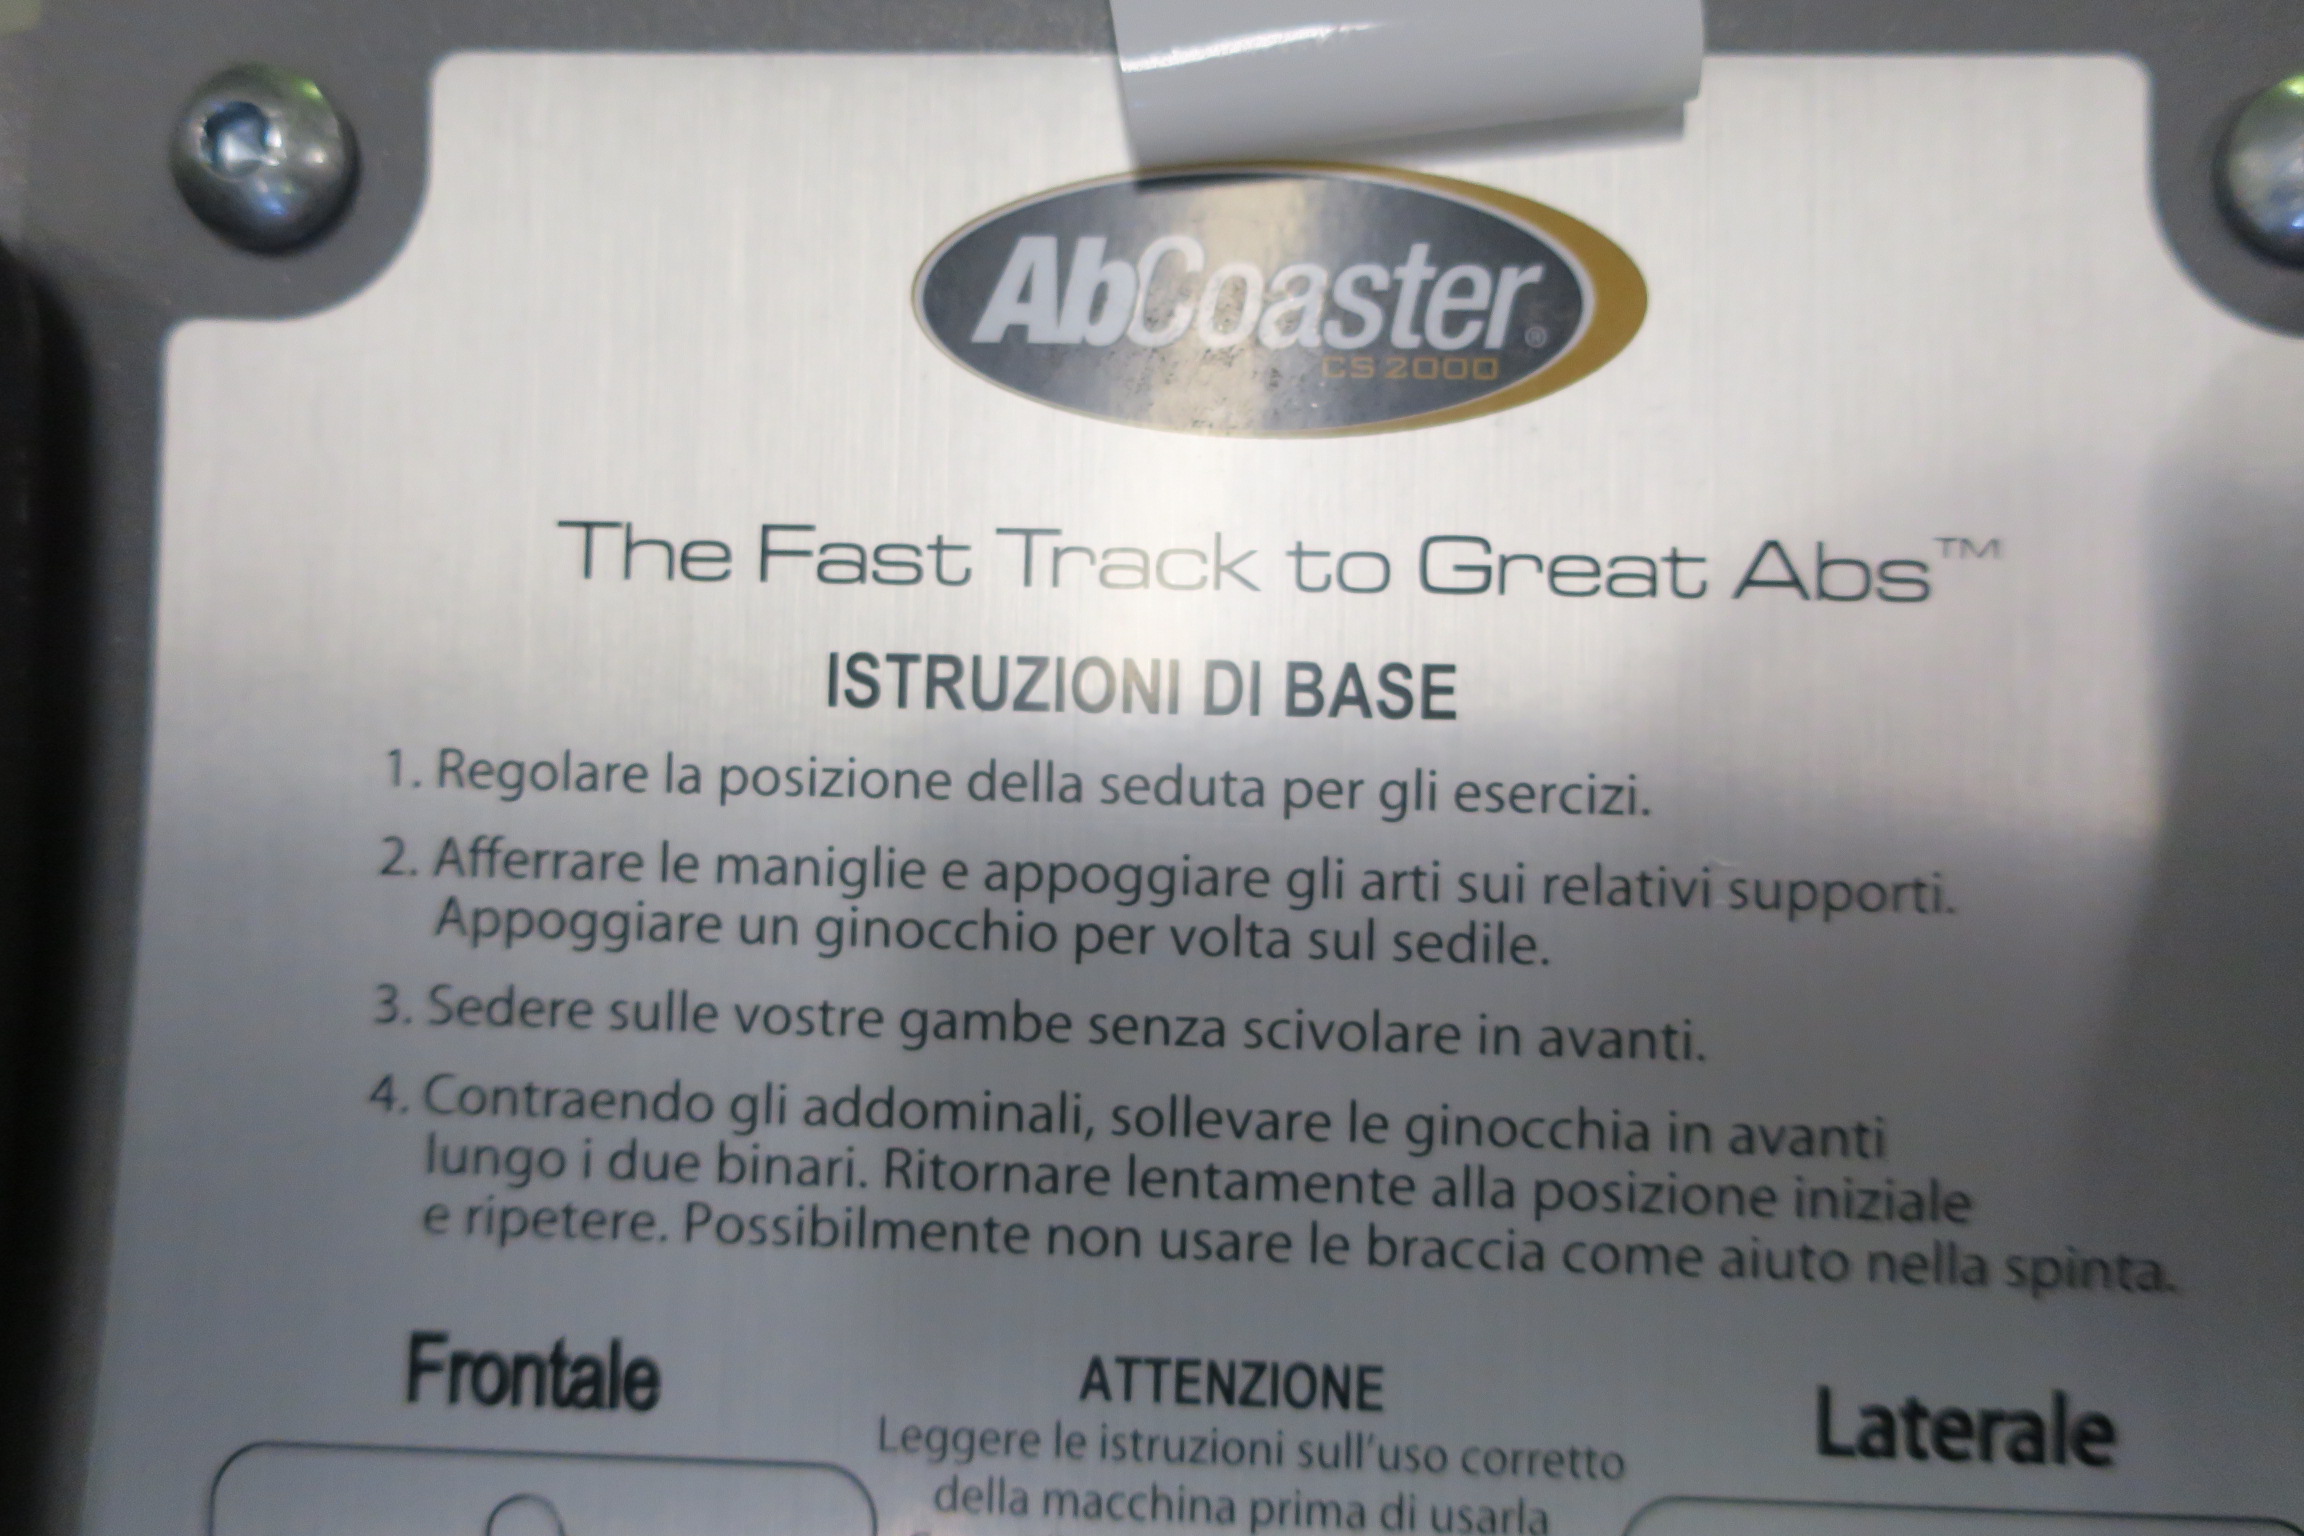 AbCoaster®
CS 2000
The Fast Track to Great Abs™
ISTRUZIONI DI BASE
1. Regolare la posizione della seduta per gli esercizi.
2. Afferrare le maniglie e appoggiare gli arti sui relativi supporti.
Appoggiare un ginocchio per volta sul sedile.
3. Sedere sulle vostre gambe senza scivolare in avanti.
4. Contraendo gli addominali, sollevare le ginocchia in avanti
lungo i due binari. Ritornare lentamente alla posizione iniziale
e ripetere. Possibilmente non usare le braccia come aiuto nella spinta.
Frontale
ATTENZIONE
Leggere le istruzioni sull'uso corretto
della macchina prima di usarla
Laterale